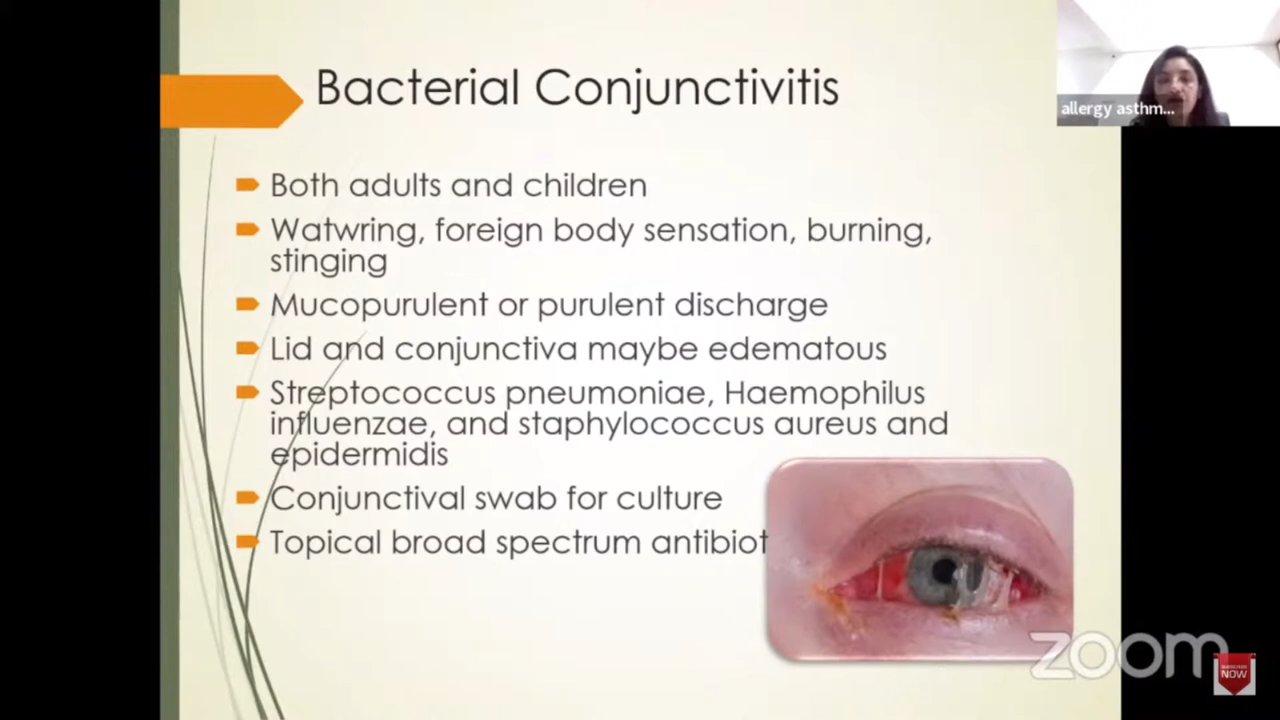 Bacterial Conjunctivitis
allergy asthm...
Both adults and children
Watwring, foreign body sensation, burning,
stinging
Mucopurulent or purulent discharge
Lid and conjunctiva maybe edematous
Streptococcus pneumoniae, Haemophilus
influenzae, and staphylococcus aureus and
epidermidis
Conjunctival swab for culture
Topical broad spectrum antibiot
zoom
SUBSCRIBE
NOW